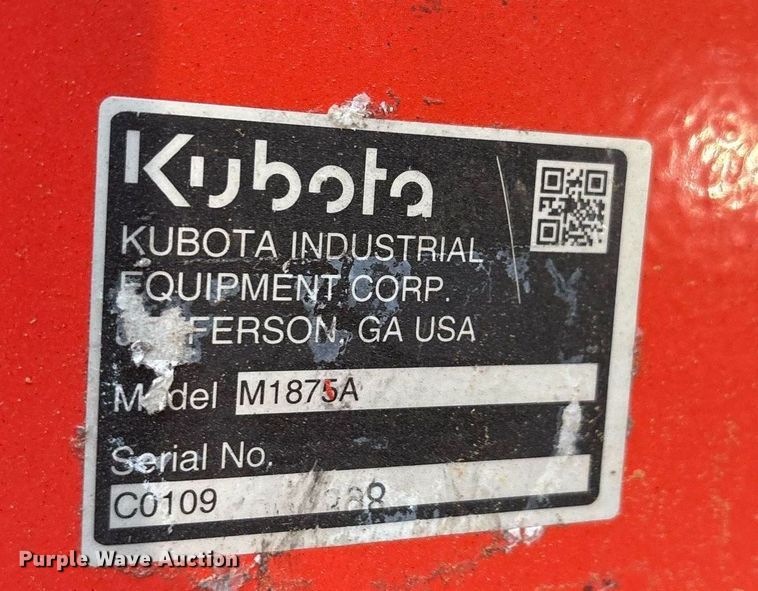 Kubota
KUBOTA INDUSTRIAL
EQUIPMENT CORP.
GA USA
Model M1875A
Serial No.
C0109
Purple Wave Auction